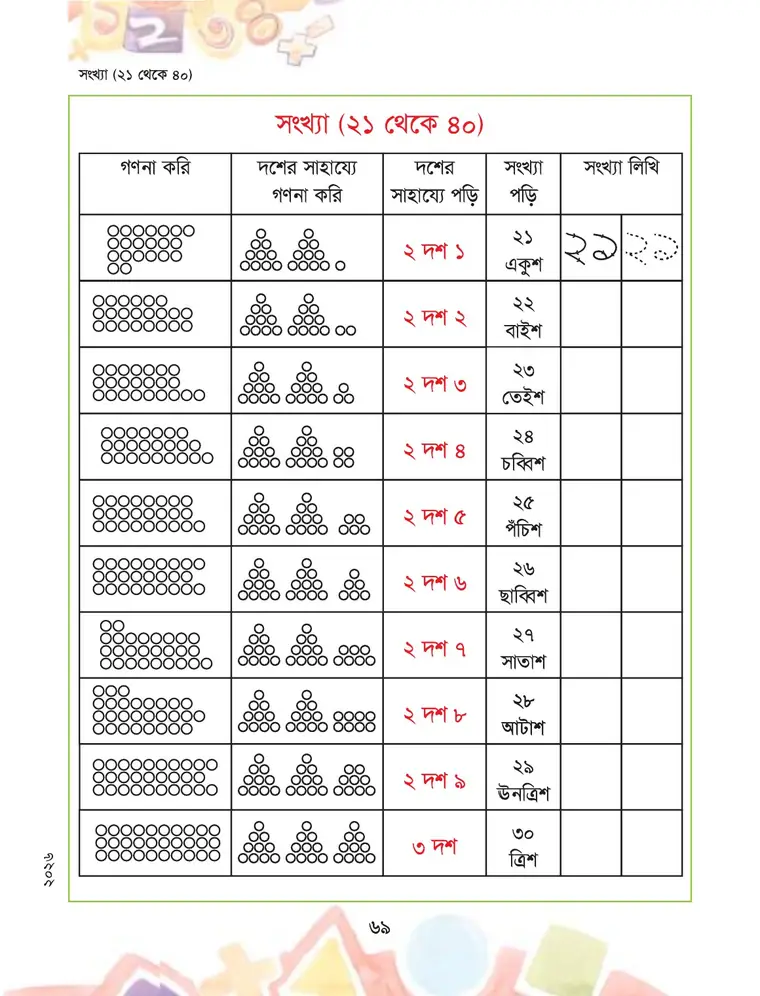 সংখ্যা (২১ থেকে ৪০)
সংখ্যা (২১ থেকে ৪০)
গণনা করি
দশের সাহায্যে
গণনা করি
দশের
সাহায্যে পড়ি
সংখ্যা
পড়ি
সংখ্যা লিখি
২ দশ ১
২১
একুশ
২১
২১
২ দশ ২
২২
বাইশ
২ দশ ৩
২৩
তেইশ
২ দশ ৪
২৪
চব্বিশ
২ দশ ৫
২৫
পঁচিশ
২ দশ ৬
২৬
ছাব্বিশ
২ দশ ৭
২৭
সাতাশ
২ দশ ৮
২৮
আটাশ
২ দশ ৯
২৯
ঊনত্রিশ
৩ দশ
৩০
ত্রিশ
২০২৬
৬৯